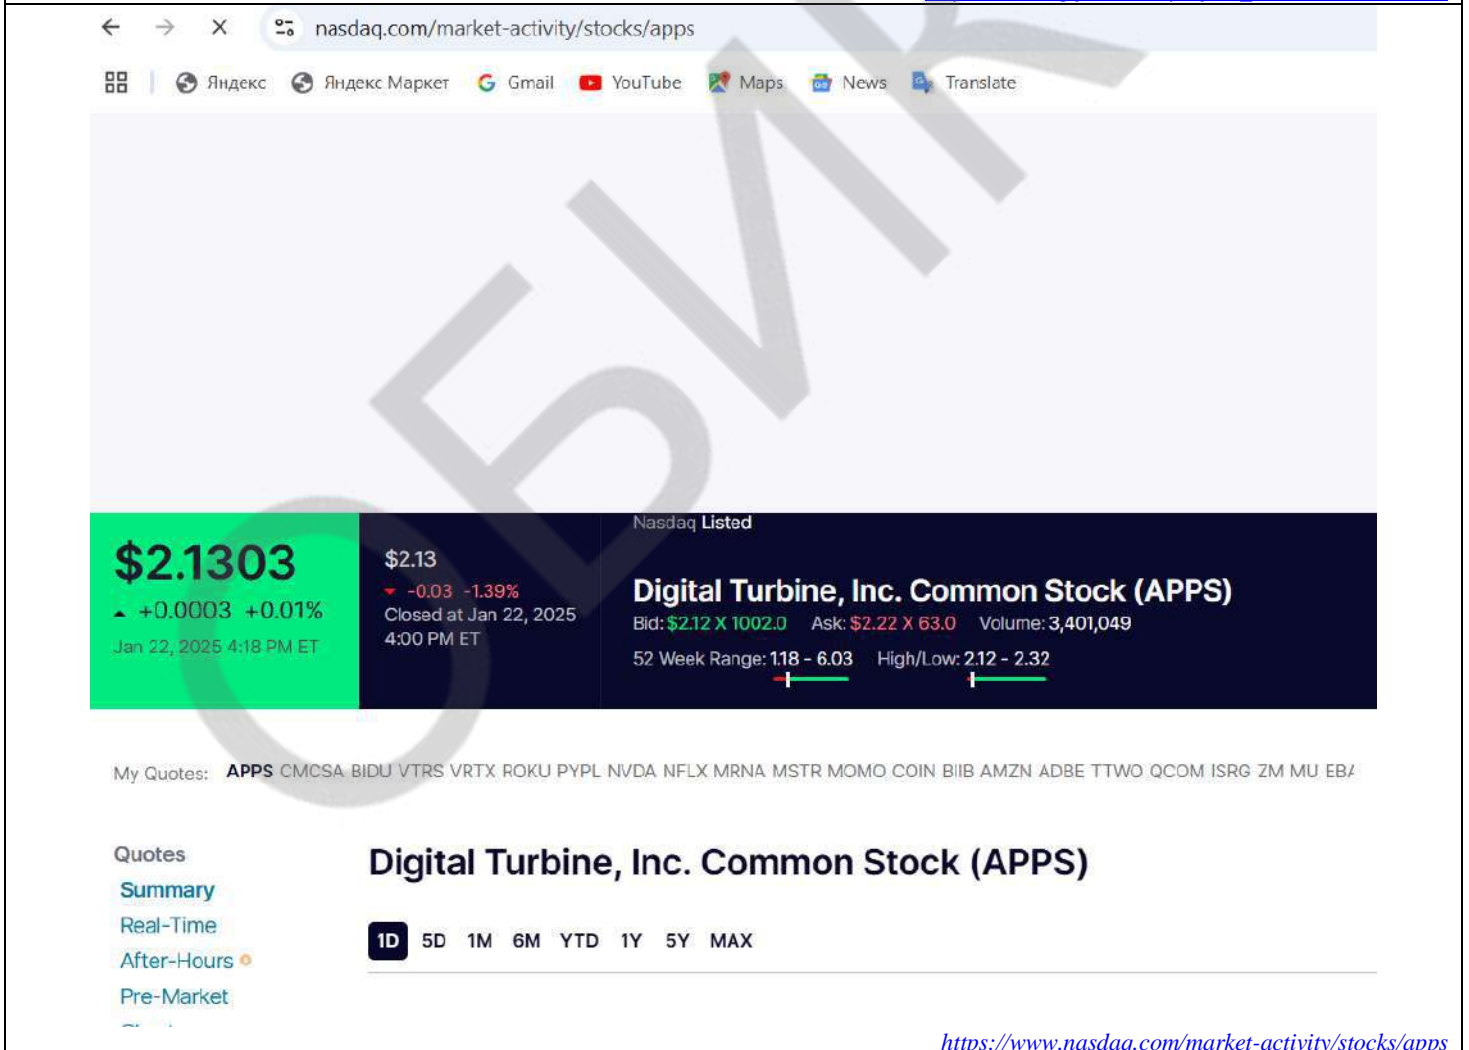 nasdaq.com/market-activity/stocks/apps
Яндекс Яндекс Маркет Gmail YouTube Maps News Translate
ОБИК
Nasdaq Listed
$2.1303
+0.0003 +0.01%
Jan 22, 2025 4:18 PM ET
$2.13
-0.03 -1.39%
Closed at Jan 22, 2025
4:00 PM ET
Digital Turbine, Inc. Common Stock (APPS)
Bid: $2.12 X 1002.0 Ask: $2.22 X 63.0 Volume: 3,401,049
52 Week Range: 1.18 - 6.03 High/Low: 2.12 - 2.32
My Quotes: APPS CMCSA BIDU VTRS VRTX ROKU PYPL NVDA NFLX MRNA MSTR MOMO COIN BIIB AMZN ADBE TTWO QCOM ISRG ZM MU
Quotes
Summary
Real-Time
After-Hours
Pre-Market
Digital Turbine, Inc. Common Stock (APPS)
1D 5D 1M 6M YTD 1Y 5Y MAX
https://www.nasdaq.com/market-activity/stocks/apps